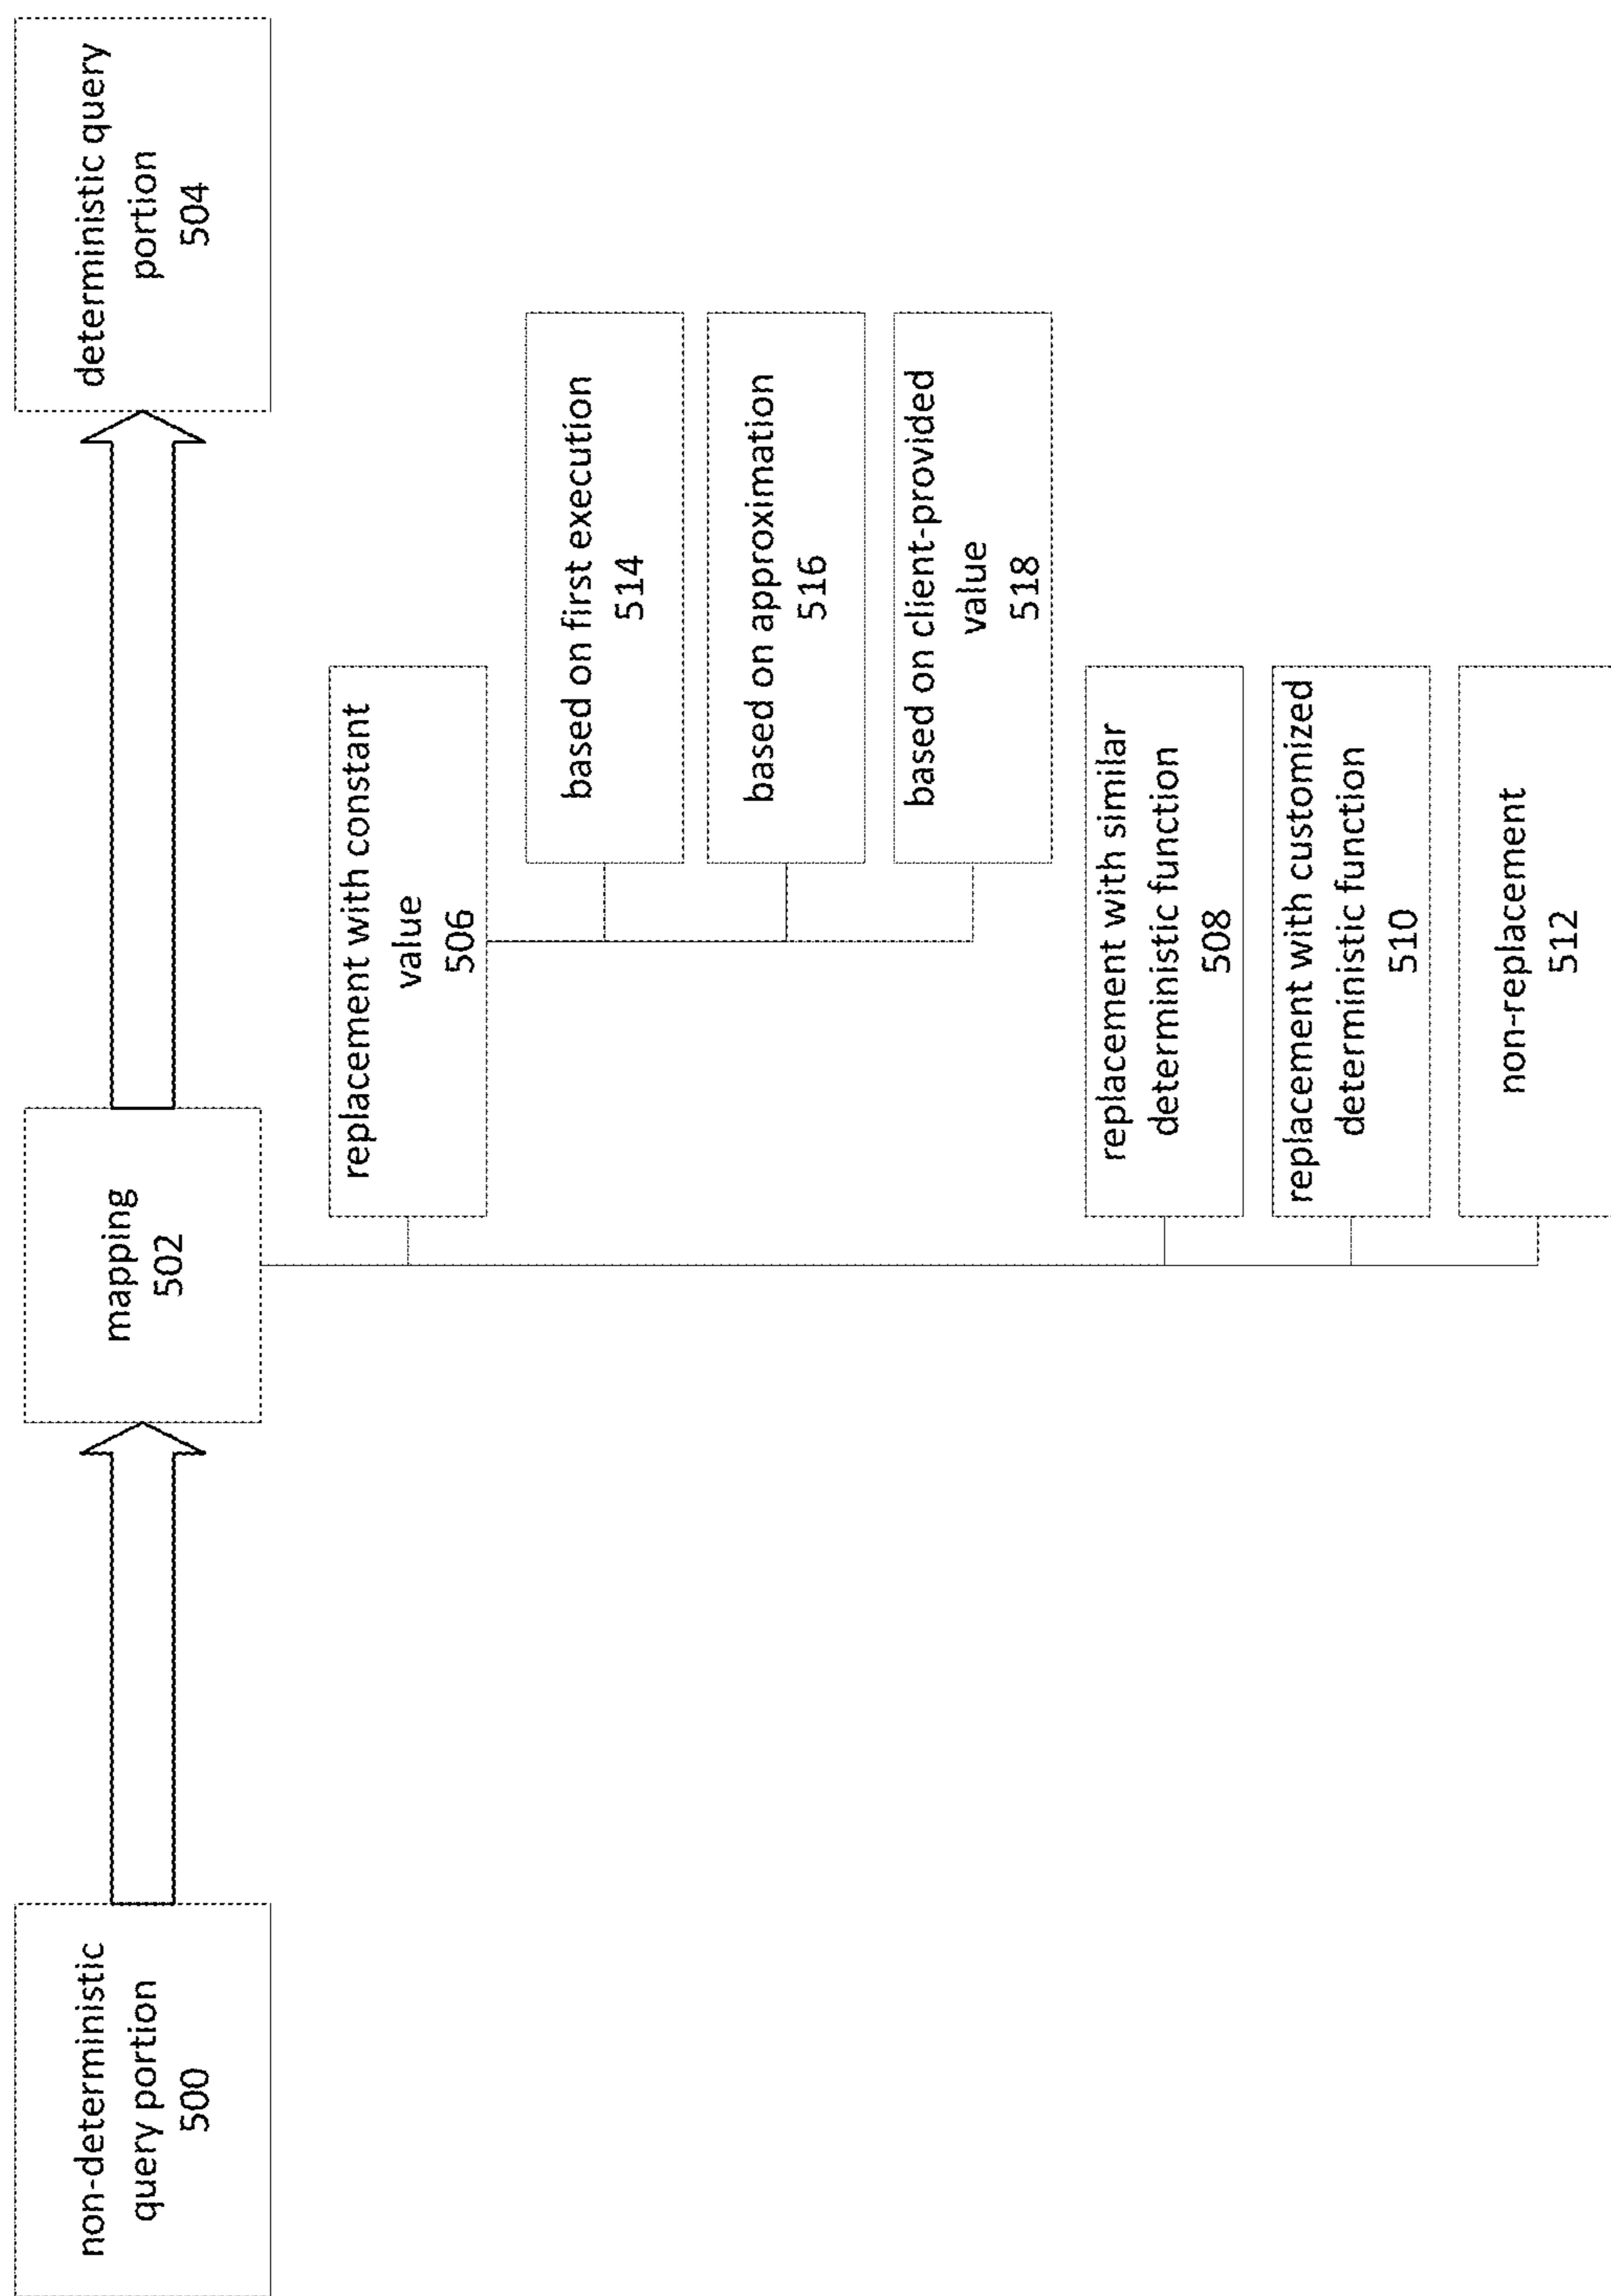 non-deterministic
query portion
500
mapping
502
deterministic query
portion
504
replacement with constant
value
506
based on first execution
514
based on approximation
516
based on client-provided
value
518
replacement with similar
deterministic function
508
replacement with customized
deterministic function
510
non-replacement
512